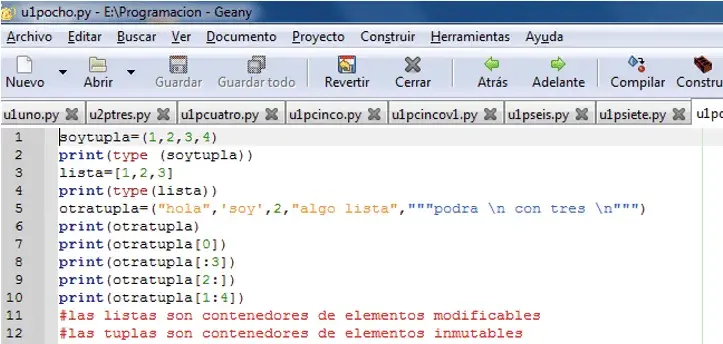 u1pocho.py - E:\Programacion - Geany
Archivo Editar Buscar Ver Documento Proyecto Construir Herramientas Ayuda
Nuevo Abrir Guardar Guardar todo Revertir Cerrar Atrás Adelante Compilar Constru
u1uno.py u2ptres.py u1pcuatro.py u1pcinco.py u1pcincov1.py u1pseis.py u1psiete.py u1pc
1 soytupla=(1,2,3,4)
2 print(type (soytupla))
3 lista=[1,2,3]
4 print(type(lista))
5 otratupla=("hola",'soy',2,"algo lista","""podra \n con tres \n""")
6 print(otratupla)
7 print(otratupla[0])
8 print(otratupla[:3])
9 print(otratupla[2:])
10 print(otratupla[1:4])
11 #las listas son contenedores de elementos modificables
12 #las tuplas son contenedores de elementos inmutables